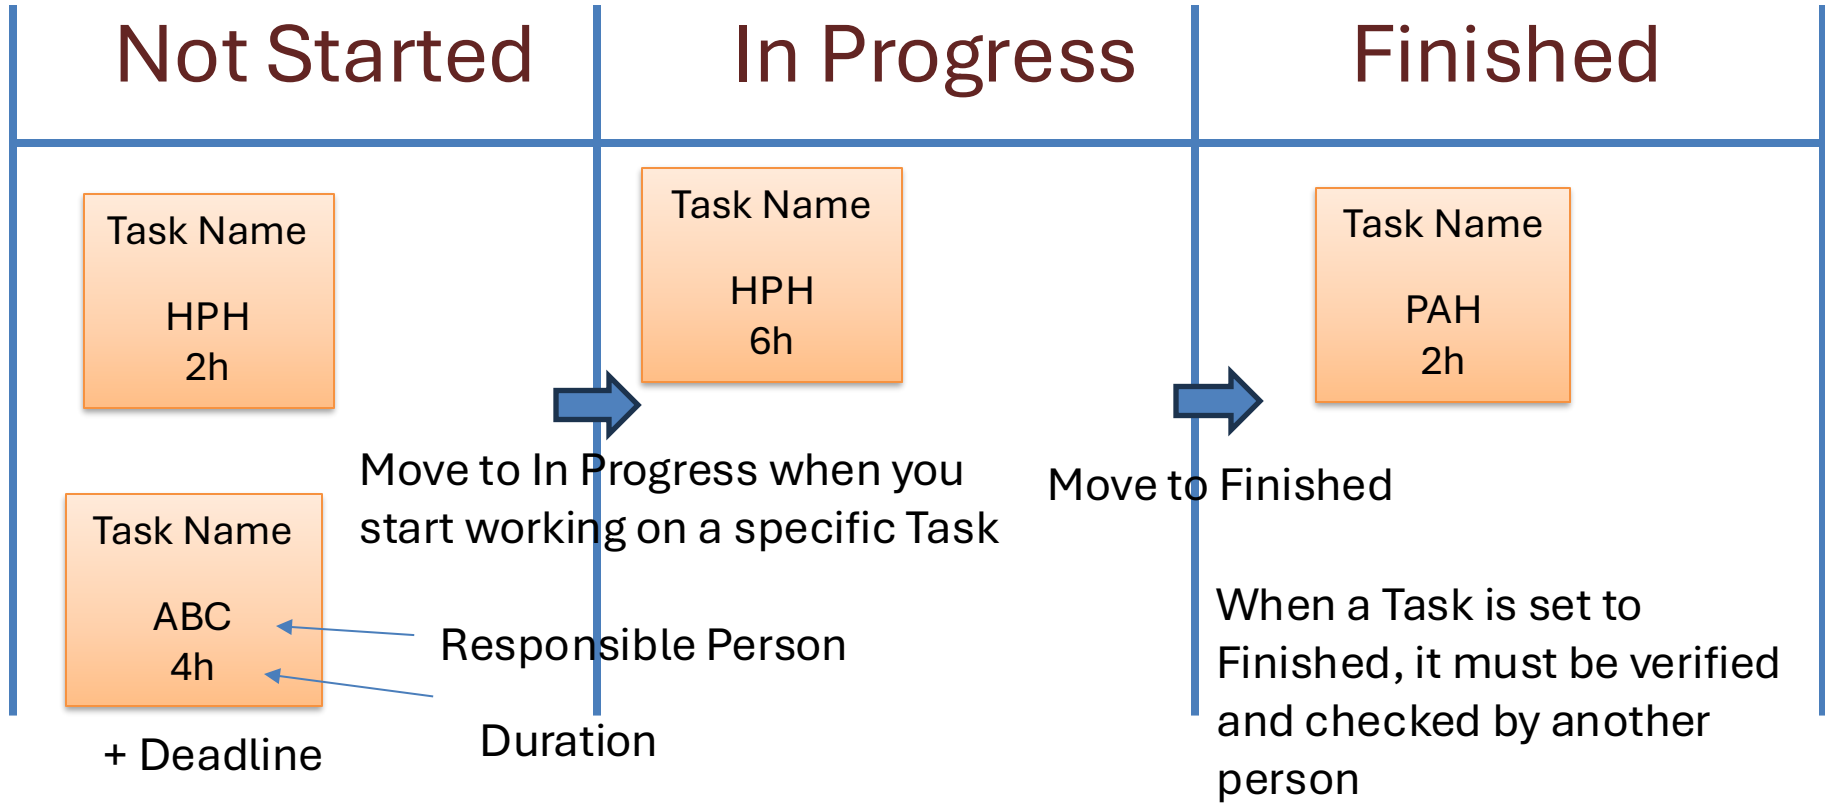 Not Started
In Progress
Finished
Task Name
HPH
2h
Task Name
ABC
4h
+ Deadline
Task Name
HPH
6h
Move to In Progress when you
start working on a specific Task
Responsible Person
Duration
Task Name
PAH
2h
Move to Finished
When a Task is set to
Finished, it must be verified
and checked by another
person